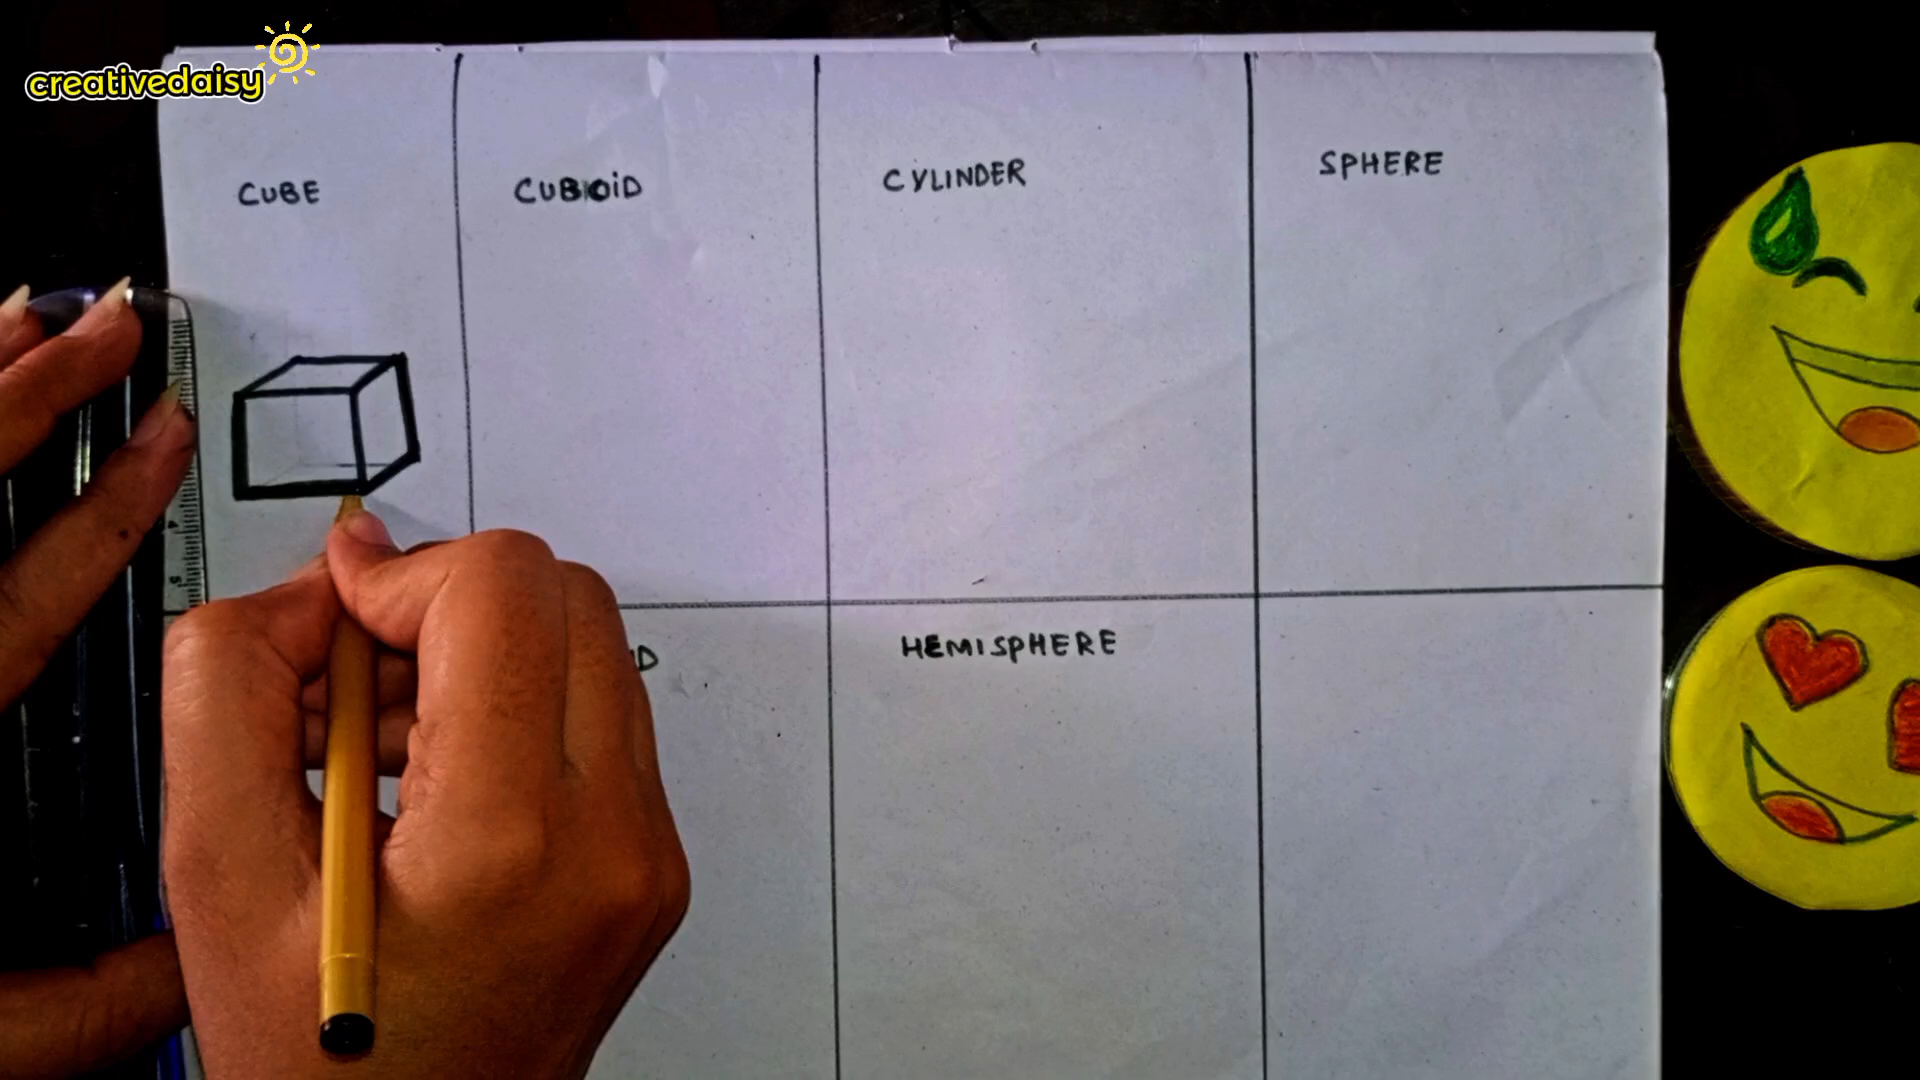 creativedaisy
CUBE
CUBOiD
CYLINDER
SPHERE
HEMISPHERE